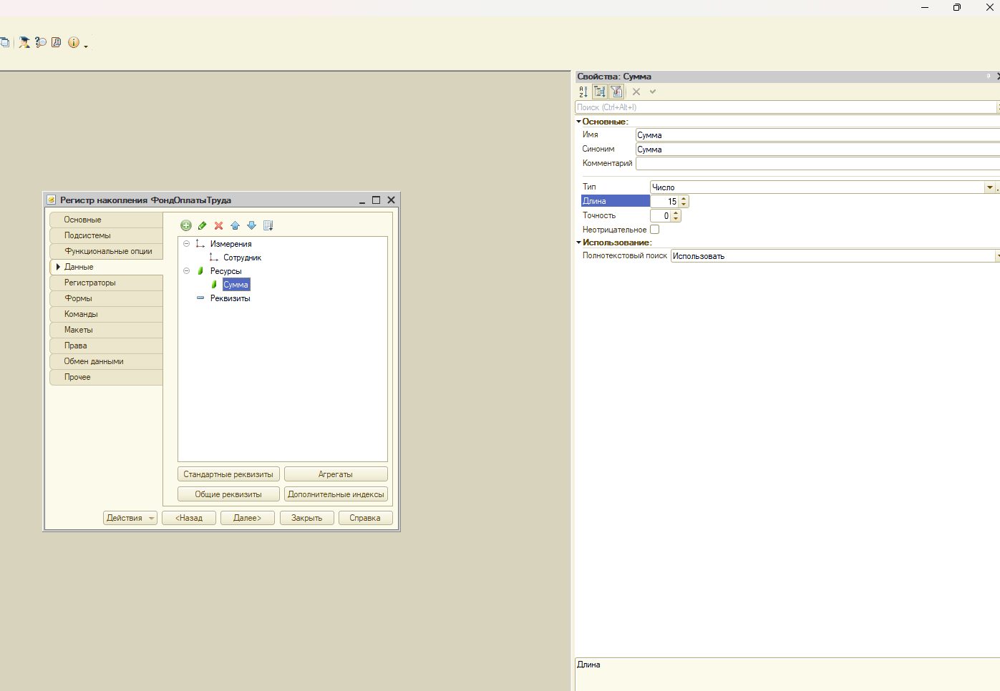 Свойства: Сумма
Поиск (Ctrl+Alt+I)
Основные:
Имя Сумма
Синоним Сумма
Комментарий
Тип Число
Длина 15
Точность 0
Неотрицательное
Использование:
Полнотекстовый поиск Использовать
Регистр накопления ФондОплатыТруда
Основные
Подсистемы
Функциональные опции
Данные
Регистраторы
Формы
Команды
Макеты
Права
Обмен данными
Прочее
Измерения
Сотрудник
Ресурсы
Сумма
Реквизиты
Стандартные реквизиты Агрегаты
Общие реквизиты Дополнительные индексы
Действия <Назад Далее> Закрыть Справка
Длина